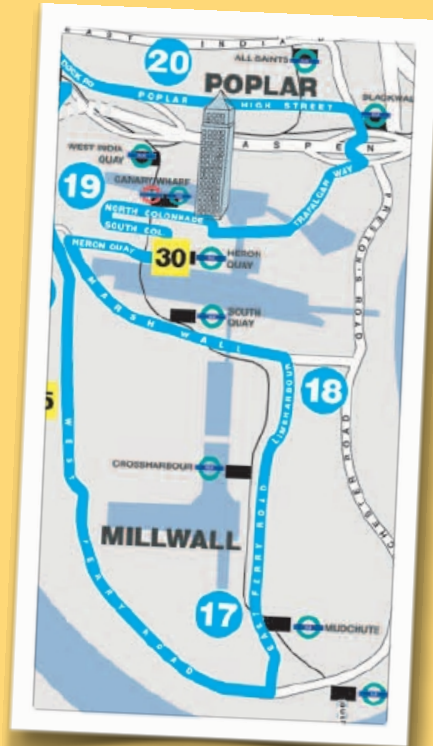 EAST INDIA
ALL SAINTS
20
POPLAR
DOCK RD
POPLAR HIGH STREET
BLACKWAL
ASPEN
WEST INDIA
QUAY
CANARY WHARF
19
NORTH COLONNADE
SOUTH COL.
TRAFALGAR WAY
HERON QUAY
30
HERON
QUAY
MARSH WALL
SOUTH
QUAY
18
LIMEHARBOUR
5
WEST FERRY ROAD
CROSSHARBOUR
CHESTER ROAD
MILLWALL
EAST FERRY ROAD
17
MUDCHUTE